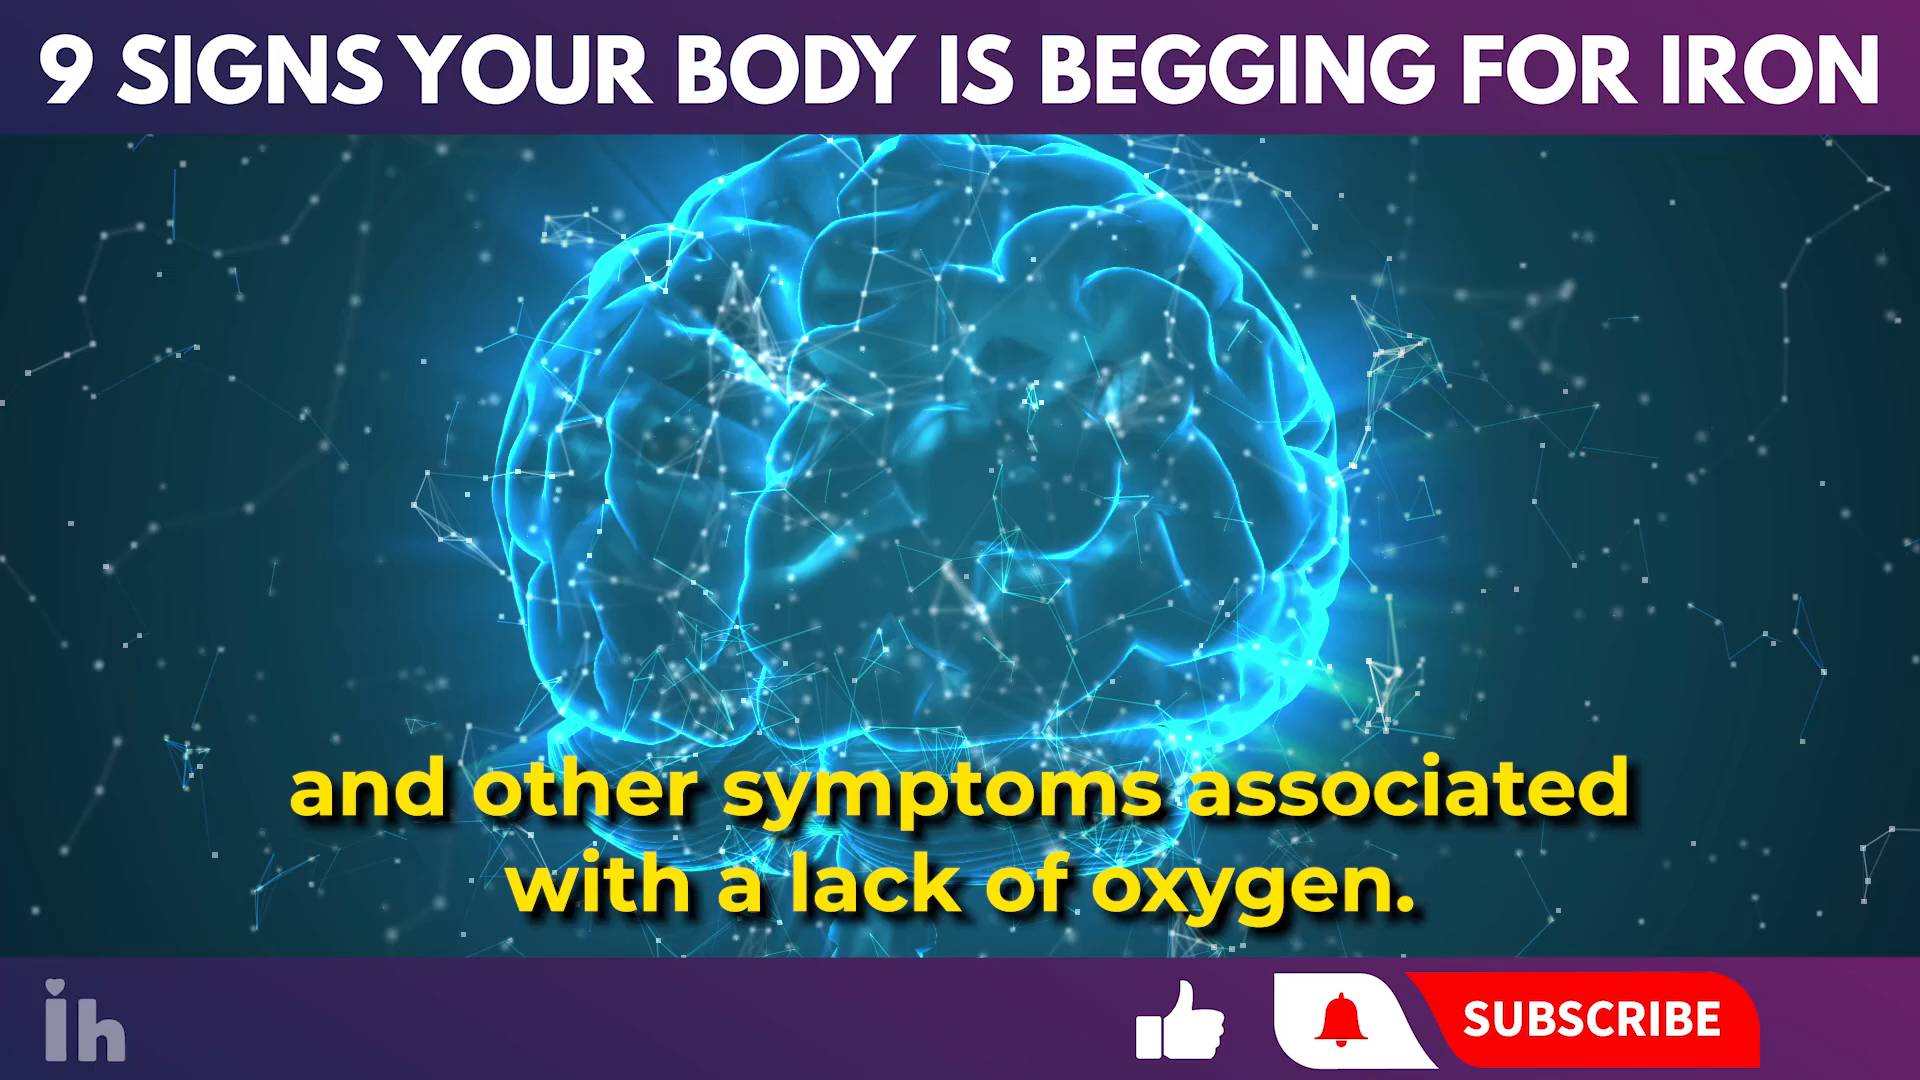 9 SIGNS YOUR BODY IS BEGGING FOR IRON
and other symptoms associated
with a lack of oxygen.
ih
SUBSCRIBE